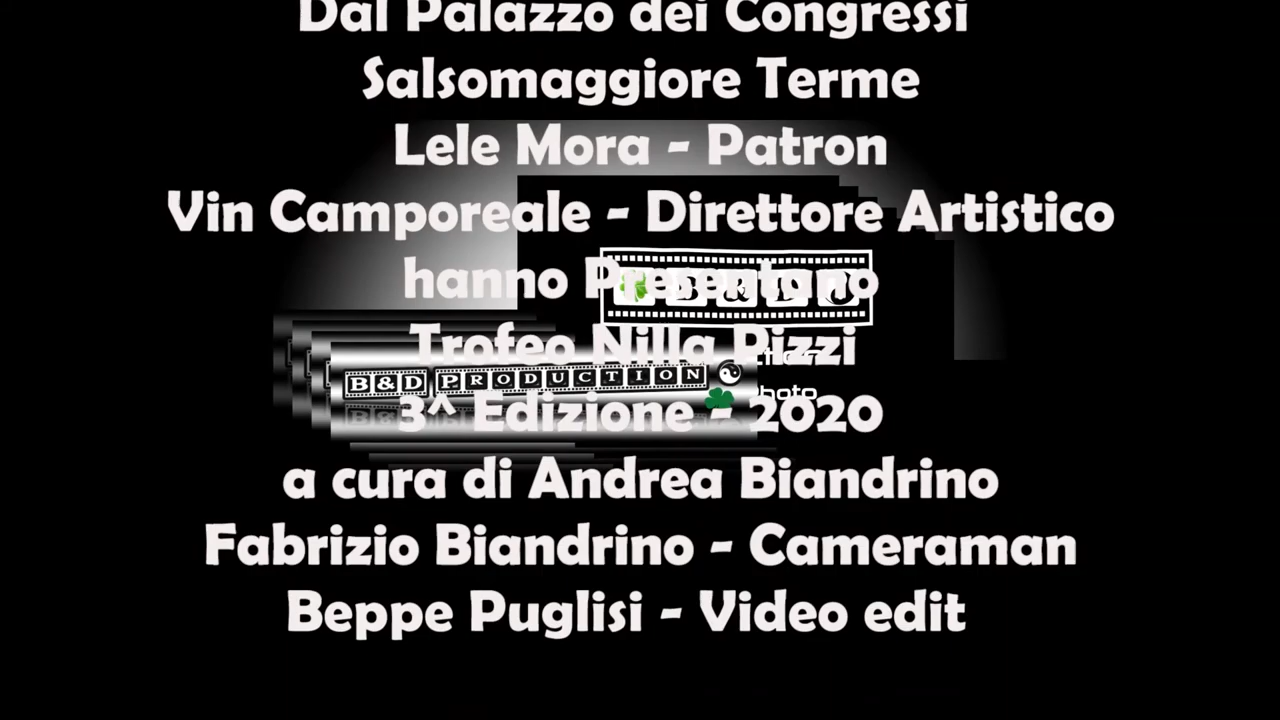 Dal Palazzo dei Congressi
Salsomaggiore Terme
Lele Mora - Patron
Vin Camporeale - Direttore Artistico
hanno Presentano
Trofeo Nilla Pizzi
B&D PRODUCTION
3^ Edizione - 2020
a cura di Andrea Biandrino
Fabrizio Biandrino - Cameraman
Beppe Puglisi - Video edit